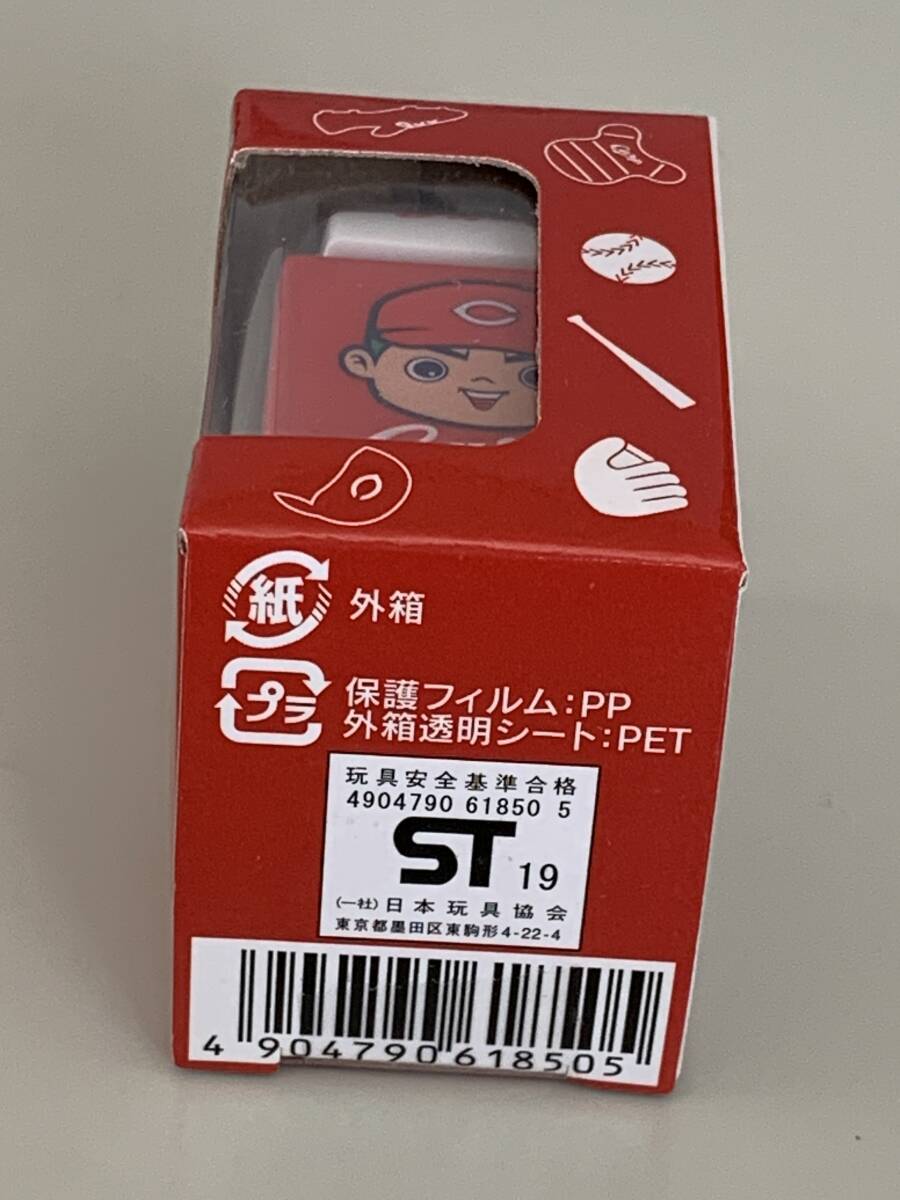 C
紙 外箱
プラ 保護フィルム:PP
外箱透明シート:PET
玩具安全基準合格
4904790 61850 5
ST 19
(一社)日本玩具協会
東京都墨田区東駒形4-22-4
4 904790 618505